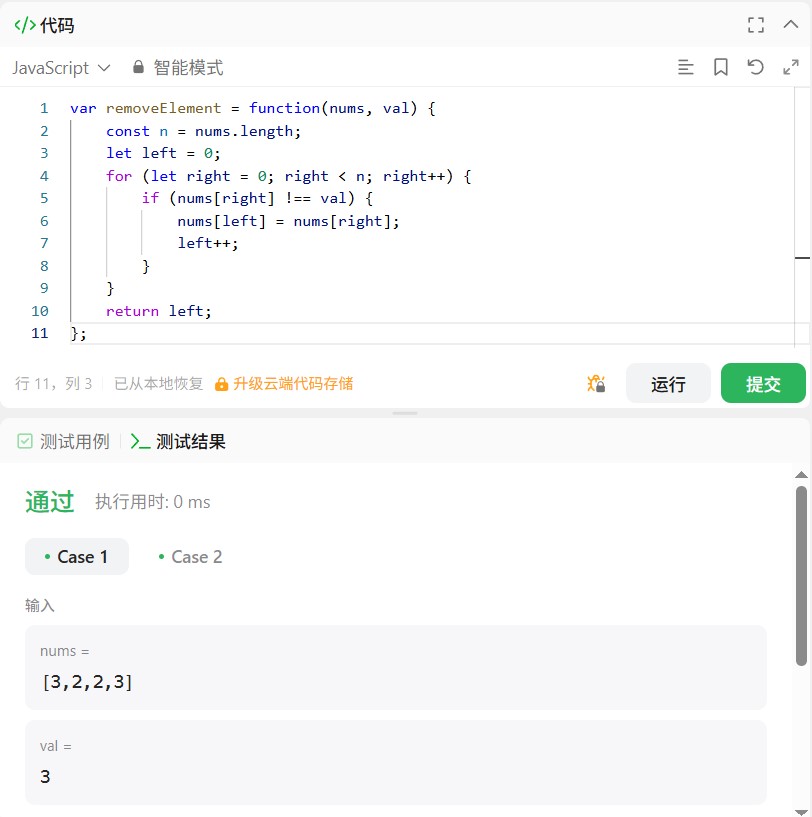 </> 代码
JavaScript 智能模式
1 var removeElement = function(nums, val) {
2     const n = nums.length;
3     let left = 0;
4     for (let right = 0; right < n; right++) {
5         if (nums[right] !== val) {
6             nums[left] = nums[right];
7             left++;
8         }
9     }
10     return left;
11 };
行 11，列 3 已从本地恢复 升级云端代码存储 运行 提交
测试用例 >_ 测试结果
通过 执行用时: 0 ms
• Case 1 • Case 2
输入
nums =
[3,2,2,3]
val =
3